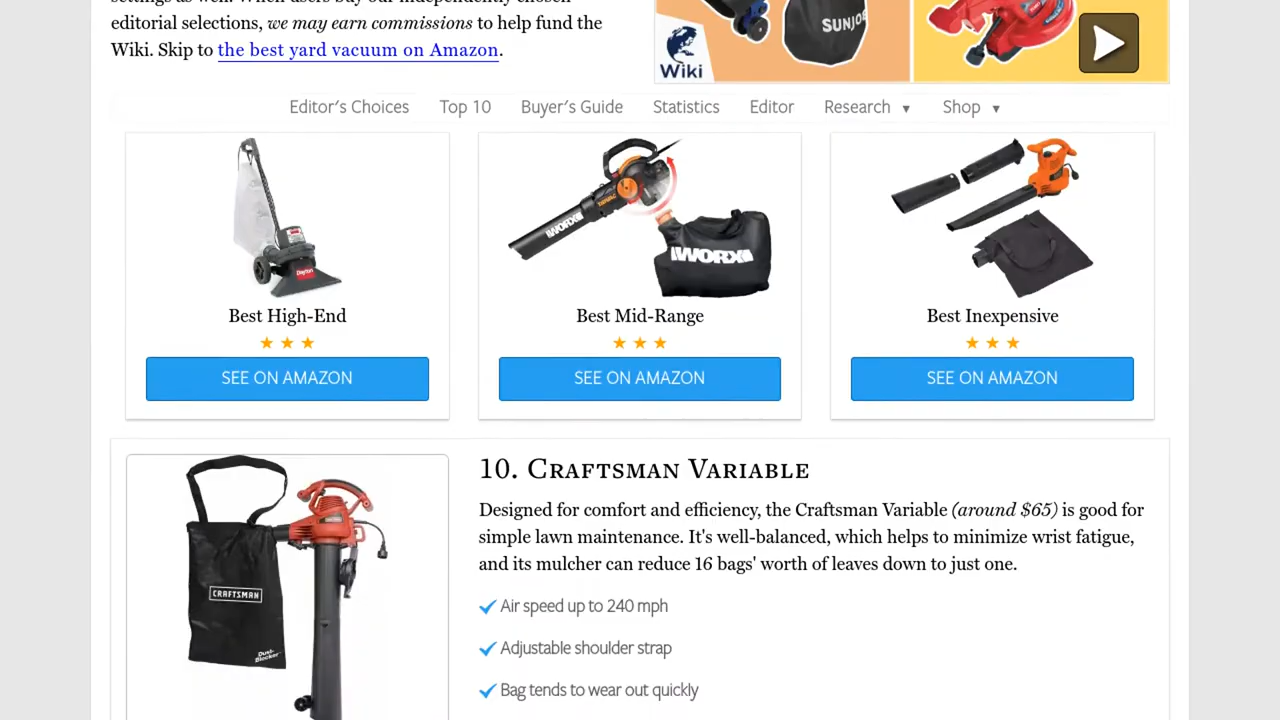 editorial selections, we may earn commissions to help fund the
Wiki. Skip to the best yard vacuum on Amazon.
SUNJOE
Wiki
Editor's Choices Top 10 Buyer's Guide Statistics Editor Research ▼ Shop ▼
Dayton
WORX
TRIVAC
WORX
Best High-End
Best Mid-Range
Best Inexpensive
SEE ON AMAZON
SEE ON AMAZON
SEE ON AMAZON
10. Craftsman Variable
Designed for comfort and efficiency, the Craftsman Variable (around $65) is good for
simple lawn maintenance. It's well-balanced, which helps to minimize wrist fatigue,
and its mulcher can reduce 16 bags' worth of leaves down to just one.
Air speed up to 240 mph
Adjustable shoulder strap
Bag tends to wear out quickly
CRAFTSMAN
Dust-
Blocker